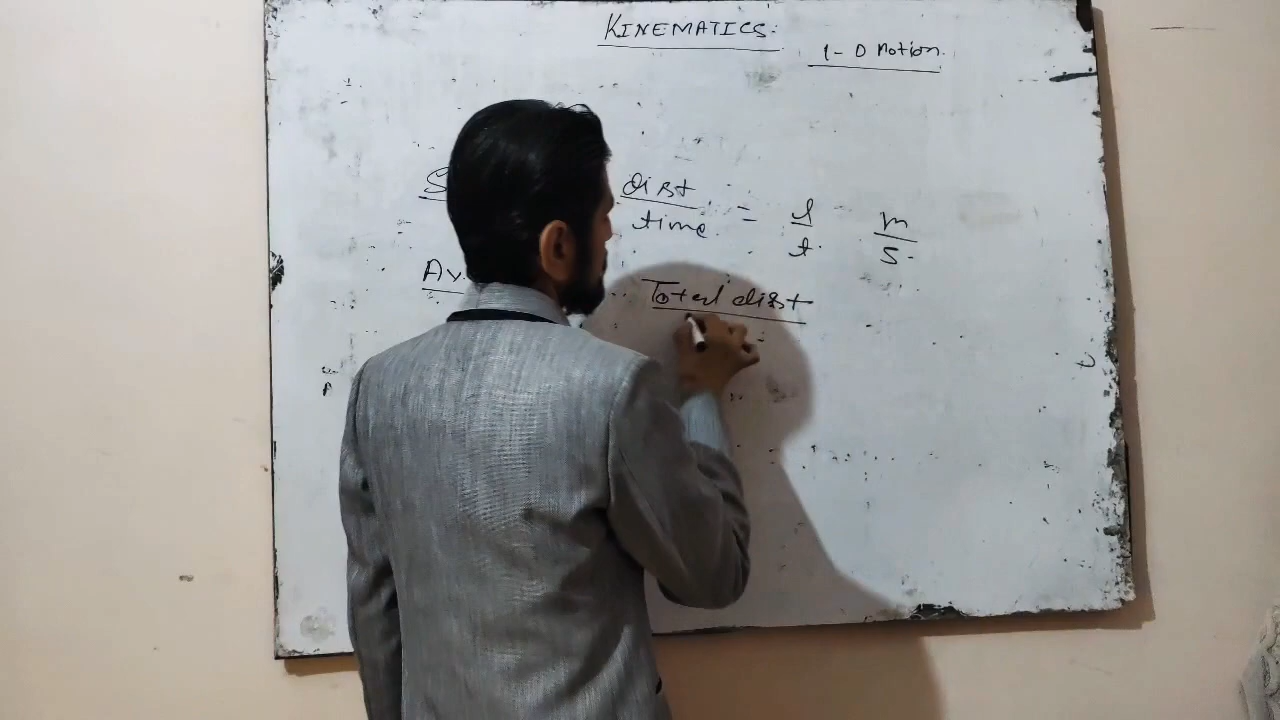 KINEMATICS:
1-D Motion.
S dist = l m
time. t. s.
Av. Total dist